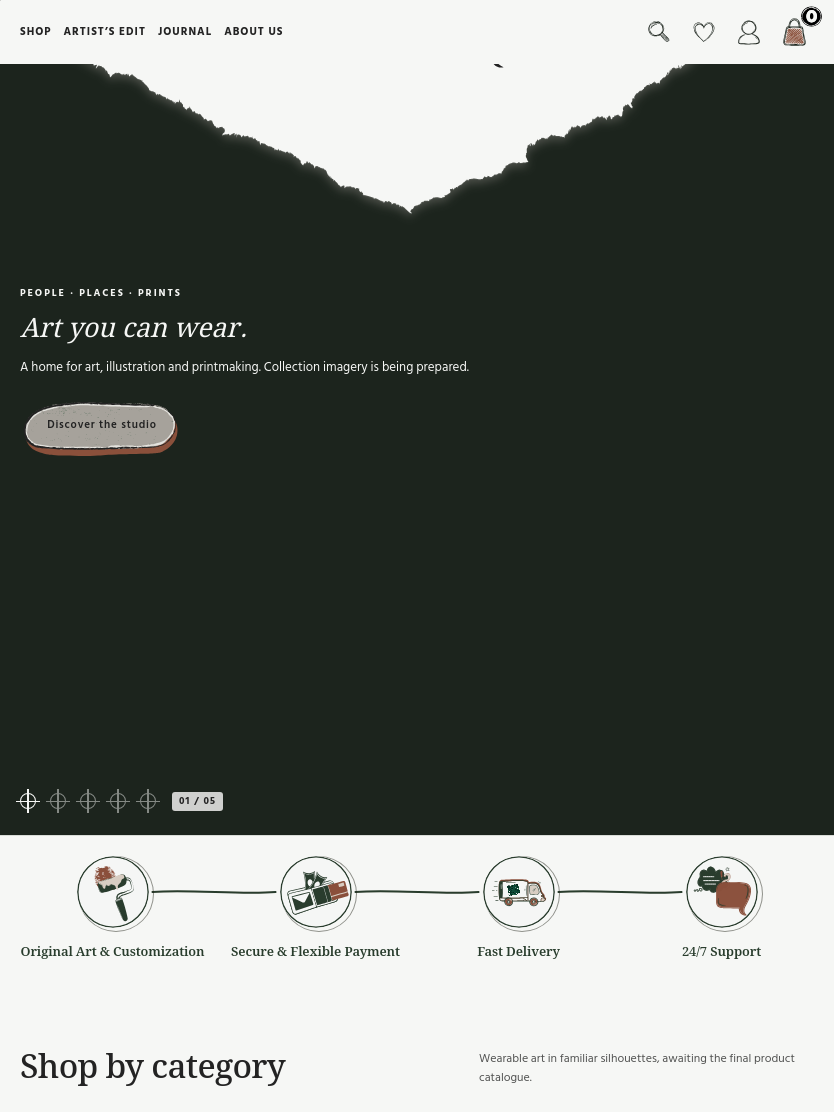 SHOP ARTIST’S EDIT JOURNAL ABOUT US
0
PEOPLE · PLACES · PRINTS
Art you can wear.
A home for art, illustration and printmaking. Collection imagery is being prepared.
Discover the studio
01 / 05
Original Art & Customization
Secure & Flexible Payment
Fast Delivery
24/7 Support
Shop by category
Wearable art in familiar silhouettes, awaiting the final product
catalogue.